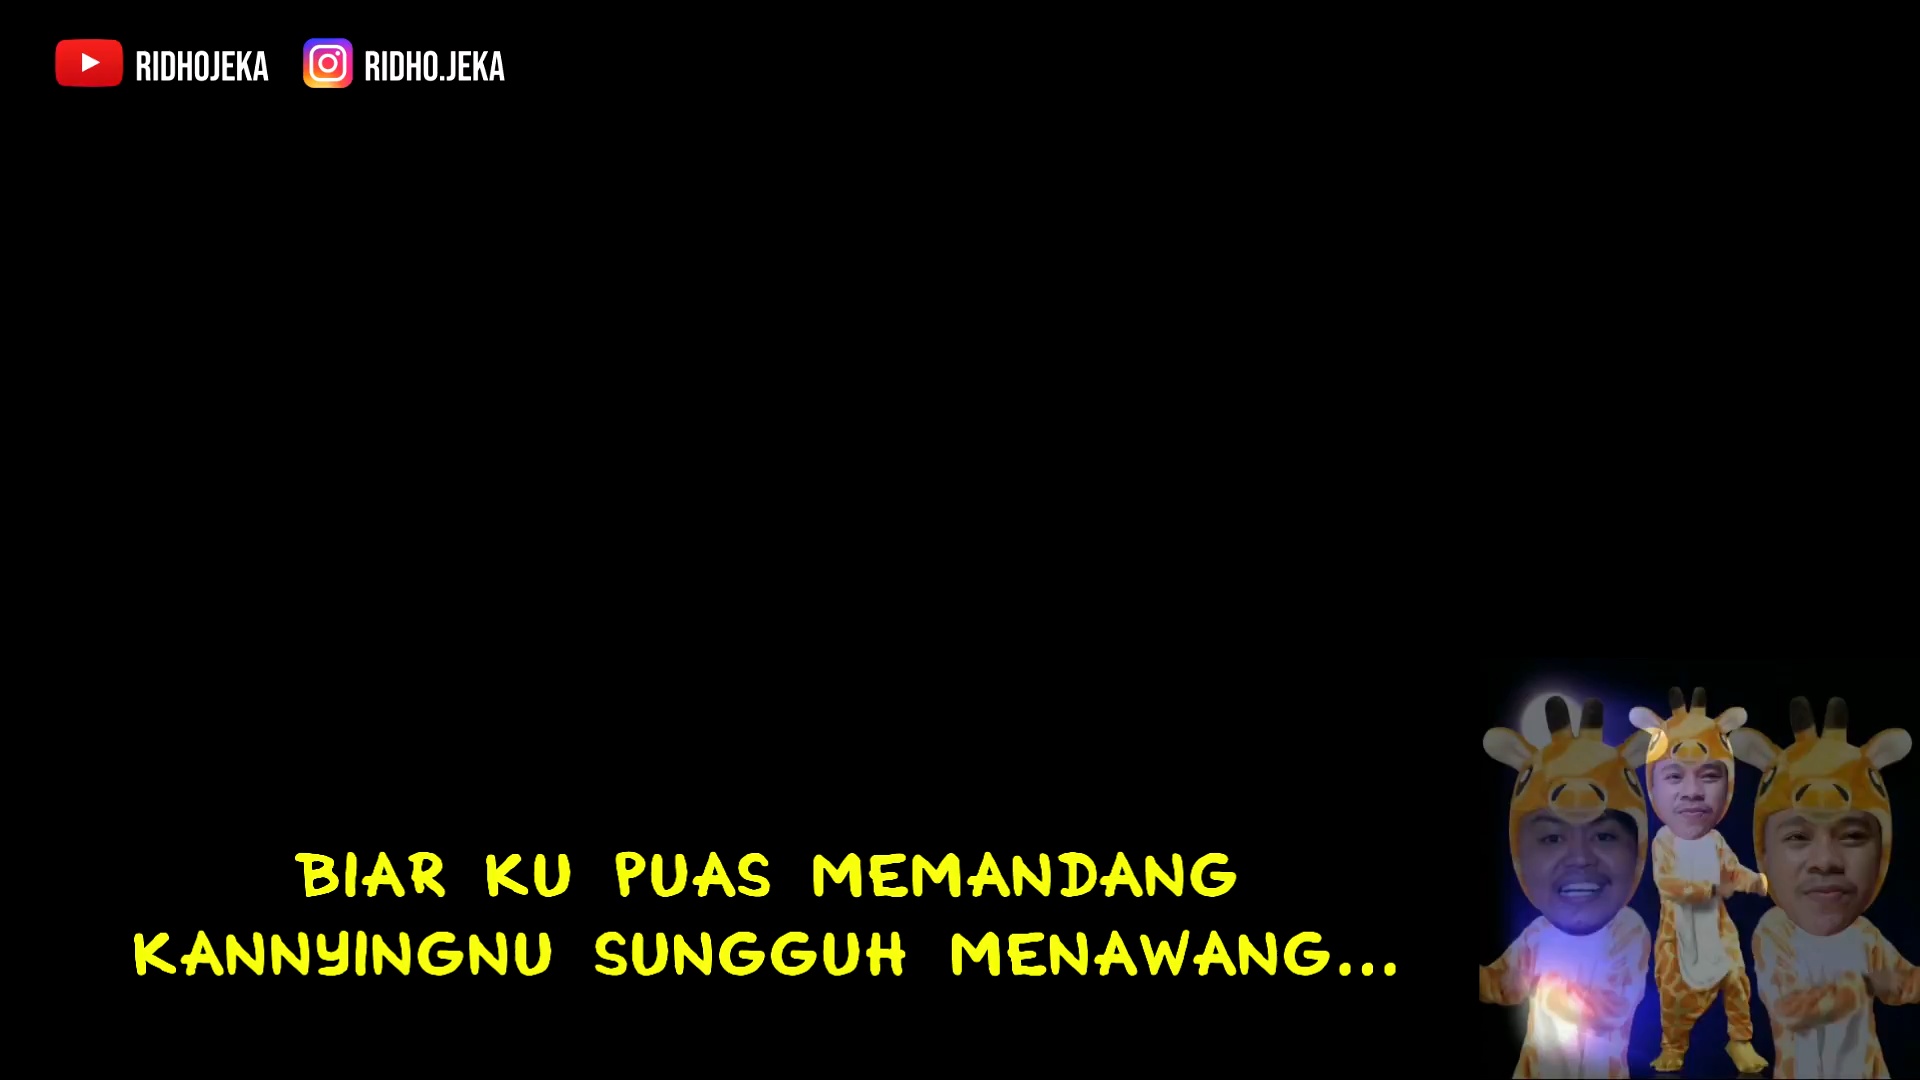 RIDHOJEKA RIDHO.JEKA
BIAR KU PUAS MEMANDANG
KANNYINGNU SUNGGUH MENAWANG...